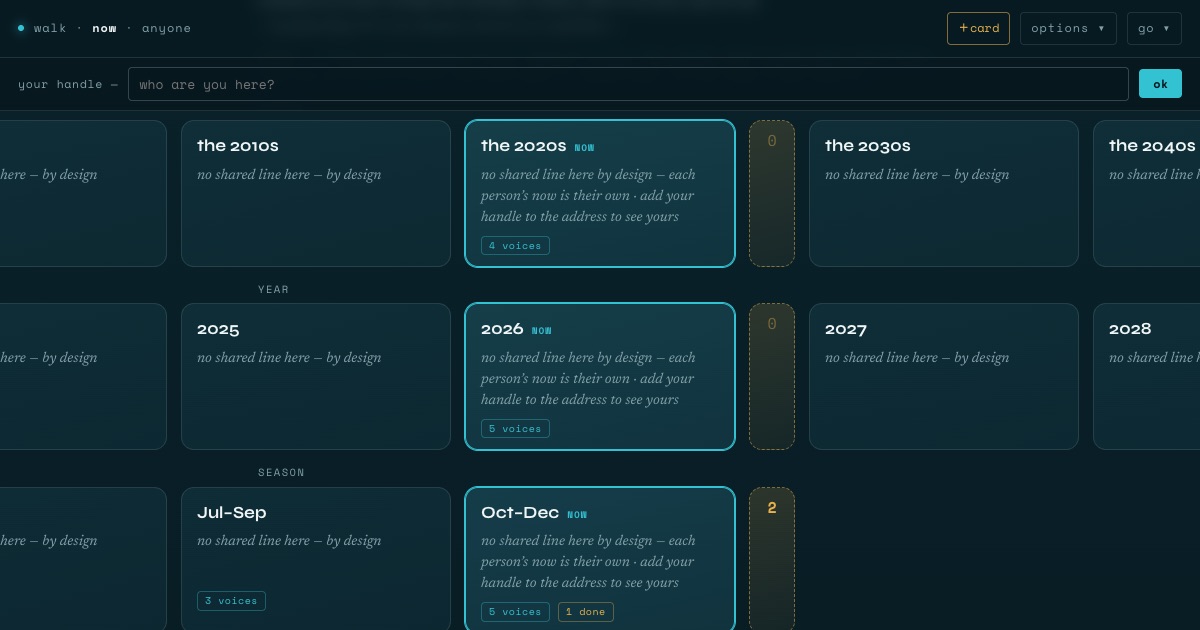 walk · now · anyone
+card
options ▾
go ▾
your handle —
who are you here?
ok
here — by design
the 2010s
no shared line here — by design
the 2020s NOW
no shared line here by design — each
person's now is their own · add your
handle to the address to see yours
4 voices
0
the 2030s
no shared line here — by design
the 2040s
no shared line h
YEAR
here — by design
2025
no shared line here — by design
2026 NOW
no shared line here by design — each
person's now is their own · add your
handle to the address to see yours
5 voices
0
2027
no shared line here — by design
2028
no shared line h
SEASON
here — by design
Jul–Sep
no shared line here — by design
3 voices
Oct–Dec NOW
no shared line here by design — each
person's now is their own · add your
handle to the address to see yours
5 voices
1 done
2